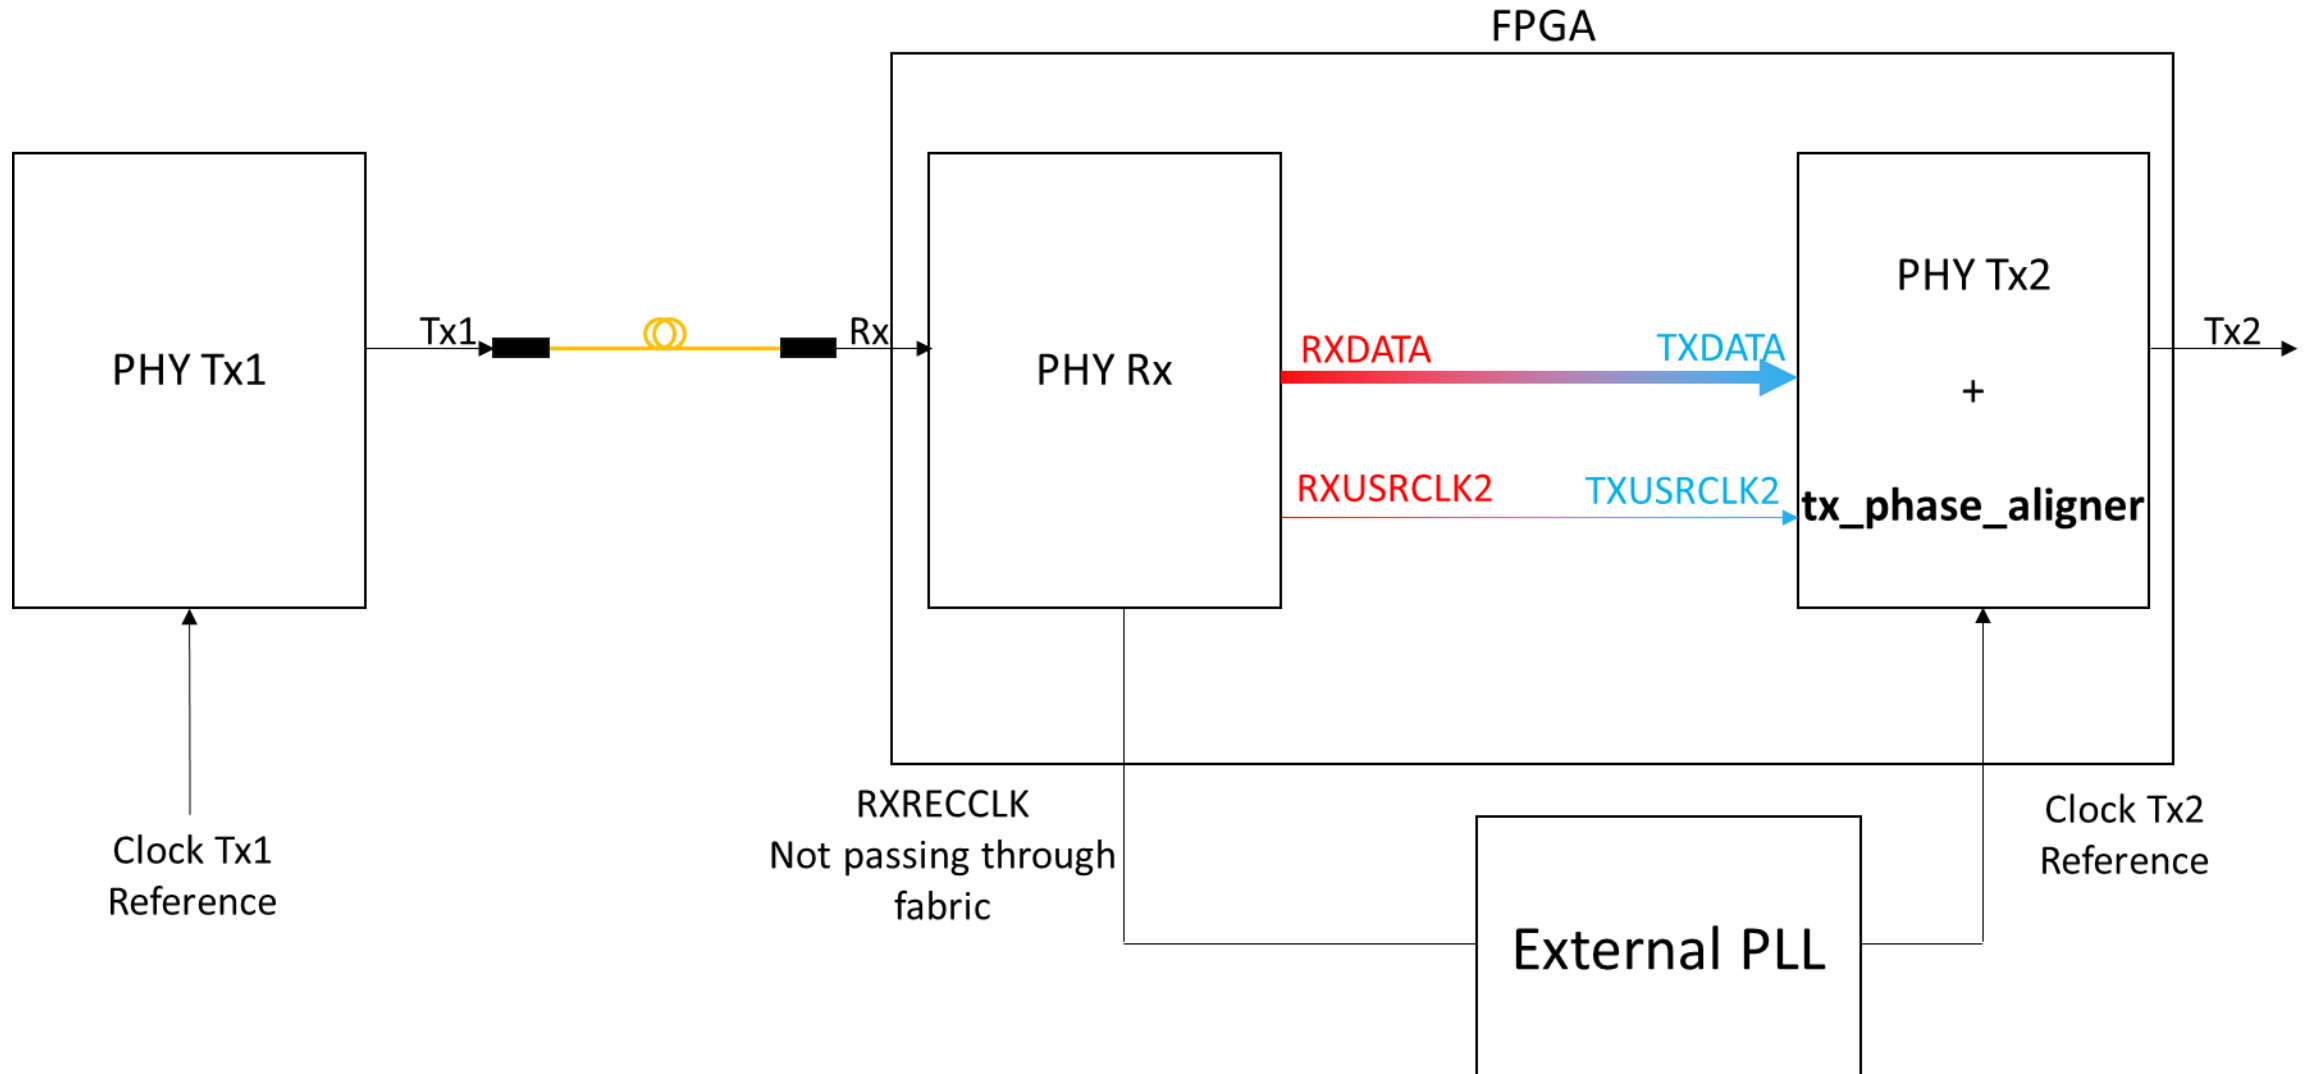 FPGA
PHY Tx1
Tx1
Rx
PHY Rx
RXDATA
TXDATA
RXUSRCLK2
TXUSRCLK2
PHY Tx2
+
tx_phase_aligner
Tx2
Clock Tx1
Reference
RXRECCLK
Not passing through
fabric
External PLL
Clock Tx2
Reference